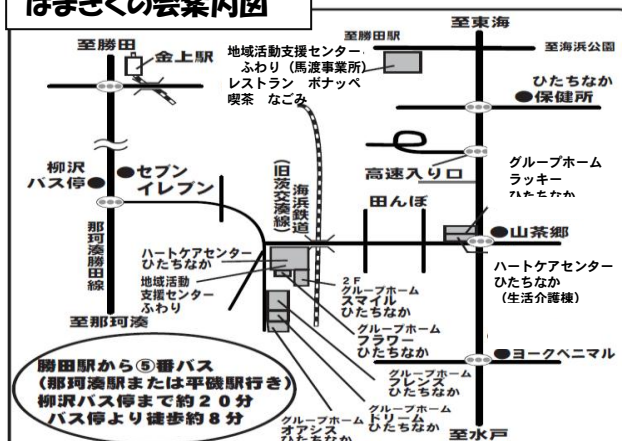 はまぎくの会案内図
至勝田
金上駅
地域活動支援センター
ふわり（馬渡事業所）
レストラン ボナッペ
喫茶 なごみ
至勝田駅
至東海
至海浜公園
ひたちなか
●保健所
柳沢
バス停●
●セブン
イレブン
海浜鉄道
(旧茨交湊線)
高速入り口
田んぼ
グループホーム
ラッキー
ひたちなか
●山茶郷
那珂湊勝田線
ハートケアセンター
ひたちなか
地域活動
支援センター
ふわり
2F
グループホーム
スマイル
ひたちなか
グループホーム
フラワー
ひたちなか
ハートケアセンター
ひたちなか
(生活介護棟)
至那珂湊
●ヨークベニマル
グループホーム
フレンズ
ひたちなか
グループホーム
ドリーム
ひたちなか
グループホーム
オアシス
ひたちなか
至水戸
勝田駅から⑤番バス
(那珂湊駅または平磯駅行き)
柳沢バス停まで約２０分
バス停より徒歩約８分